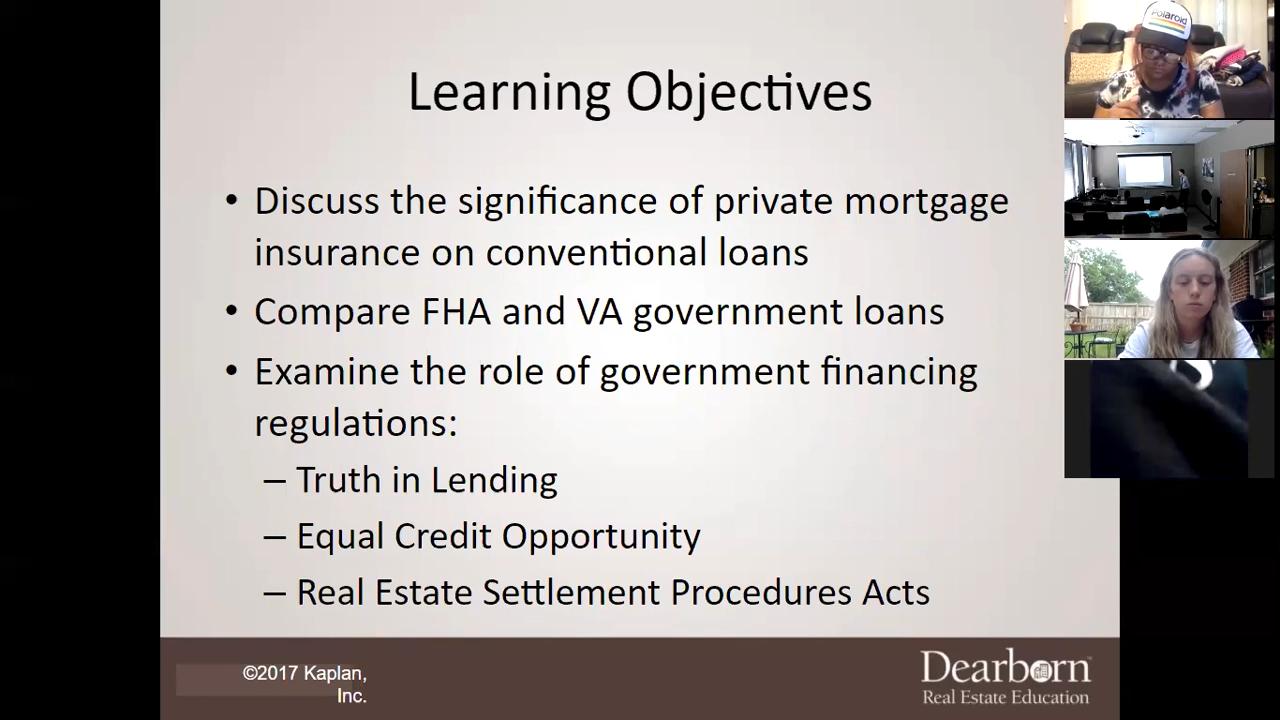 Learning Objectives
• Discuss the significance of private mortgage
insurance on conventional loans
• Compare FHA and VA government loans
• Examine the role of government financing
regulations:
– Truth in Lending
– Equal Credit Opportunity
– Real Estate Settlement Procedures Acts
©2017 Kaplan,
Inc.
Dearborn™
Real Estate Education
Polaroid